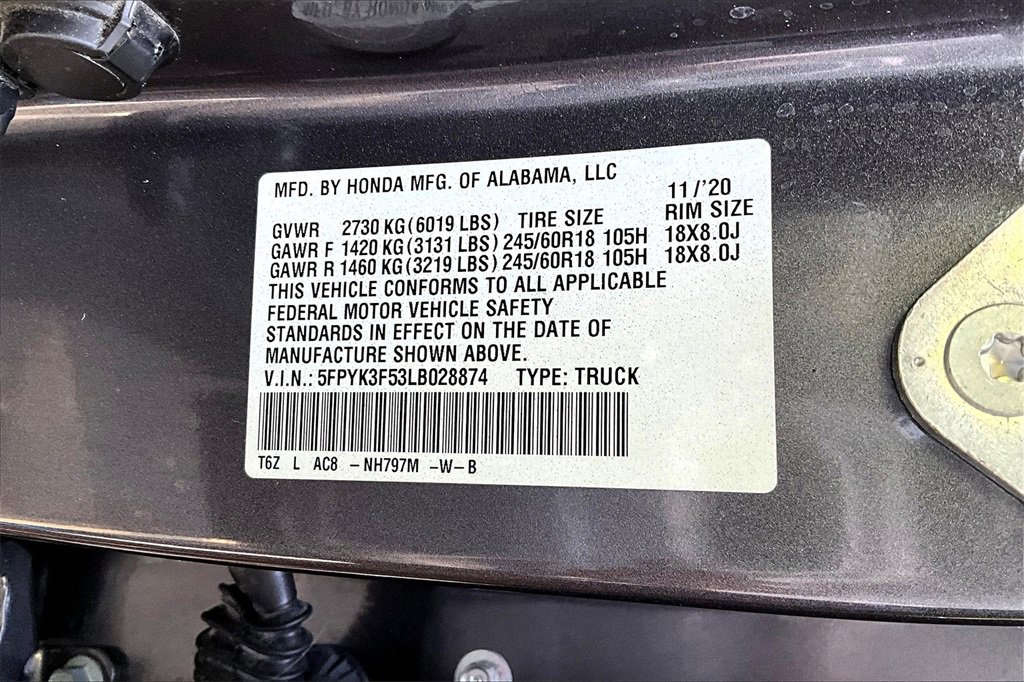 MFD. BY HONDA MFG. OF ALABAMA, LLC 11/'20
GVWR 2730 KG(6019 LBS) TIRE SIZE RIM SIZE
GAWR F 1420 KG(3131 LBS) 245/60R18 105H 18X8.0J
GAWR R 1460 KG(3219 LBS) 245/60R18 105H 18X8.0J
THIS VEHICLE CONFORMS TO ALL APPLICABLE
FEDERAL MOTOR VEHICLE SAFETY
STANDARDS IN EFFECT ON THE DATE OF
MANUFACTURE SHOWN ABOVE.
V.I.N.: 5FPYK3F53LB028874 TYPE: TRUCK
T6Z L AC8 -NH797M -W-B